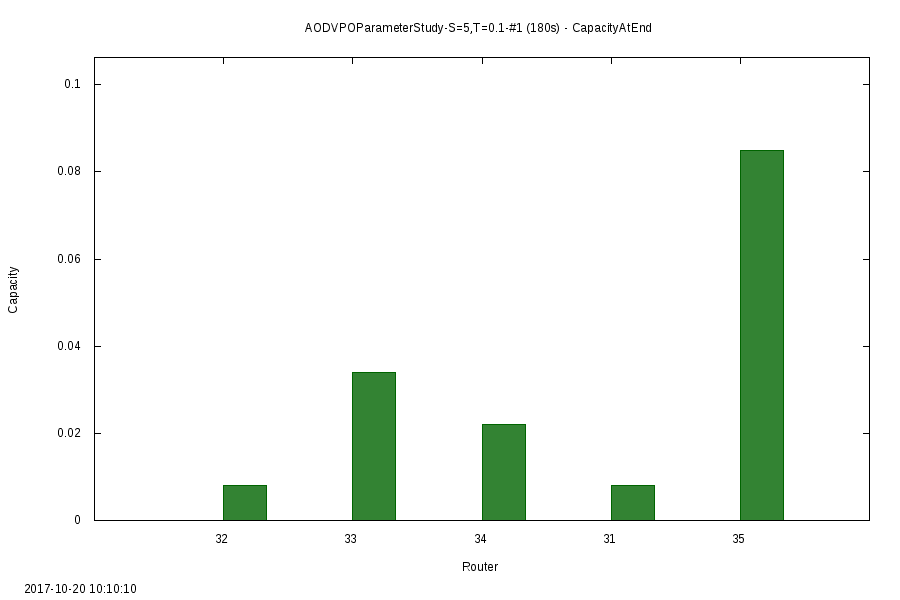 AODVPOParameterStudy-S=5,T=0.1-#1 (180s) - CapacityAtEnd
0.1
0.08
0.06
0.04
0.02
0
Capacity
32 33 34 31 35
Router
2017-10-20 10:10:10